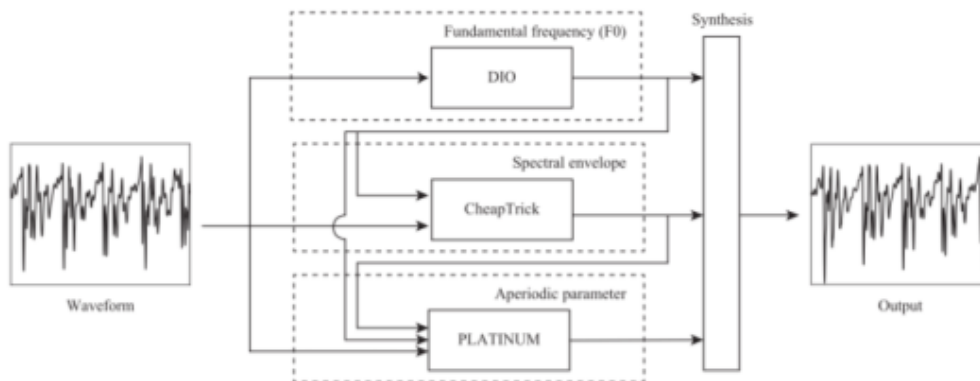 Fundamental frequency (F0)
Synthesis
DIO
Spectral envelope
CheapTrick
Waveform
Aperiodic parameter
PLATINUM
Output